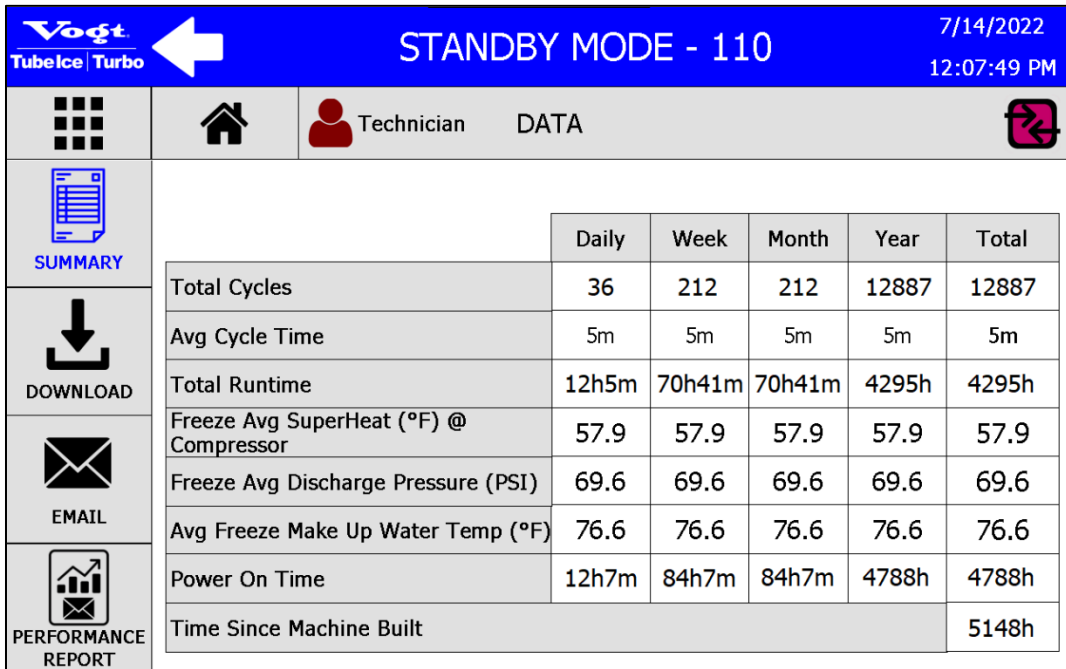 Vogt
TubeIce | Turbo
STANDBY MODE - 110
7/14/2022
12:07:49 PM
Technician
DATA
SUMMARY
DOWNLOAD
EMAIL
PERFORMANCE
REPORT
Daily Week Month Year Total
Total Cycles 36 212 212 12887 12887
Avg Cycle Time 5m 5m 5m 5m 5m
Total Runtime 12h5m 70h41m 70h41m 4295h 4295h
Freeze Avg SuperHeat (°F) @
Compressor 57.9 57.9 57.9 57.9 57.9
Freeze Avg Discharge Pressure (PSI) 69.6 69.6 69.6 69.6 69.6
Avg Freeze Make Up Water Temp (°F) 76.6 76.6 76.6 76.6 76.6
Power On Time 12h7m 84h7m 84h7m 4788h 4788h
Time Since Machine Built 5148h